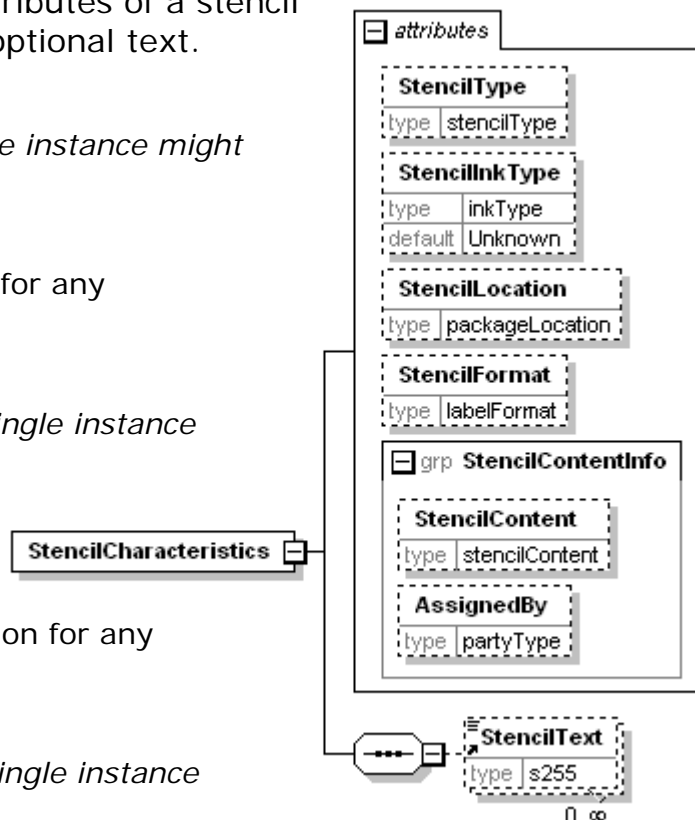 ributes of a stencil
optional text.
e instance might
for any
ingle instance
on for any
single instance
StencilCharacteristics
attributes
StencilType
type stencilType
StencilInkType
type inkType
default Unknown
StencilLocation
type packageLocation
StencilFormat
type labelFormat
grp StencilContentInfo
StencilContent
type stencilContent
AssignedBy
type partyType
StencilText
type s255
0..∞